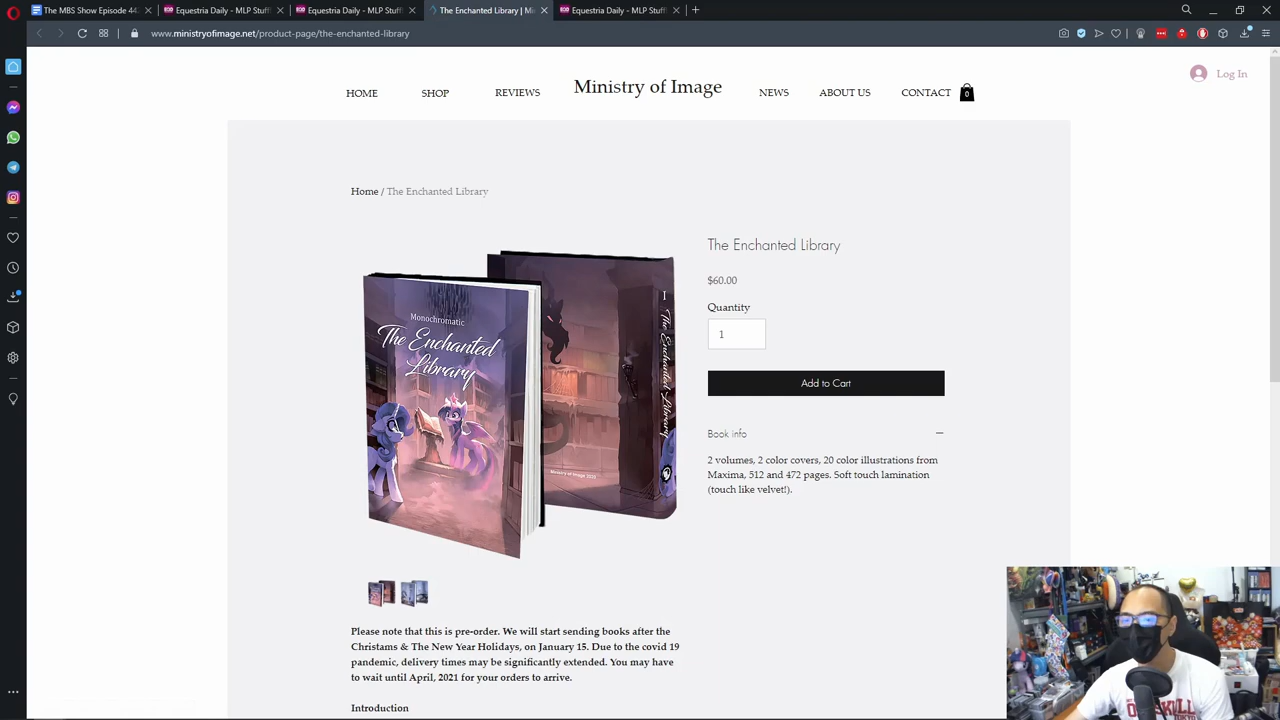 The MBS Show Episode 44
Equestria Daily - MLP Stuff
Equestria Daily - MLP Stuff
The Enchanted Library | Mi
Equestria Daily - MLP Stuff
www.ministryofimage.net/product-page/the-enchanted-library
Log In
HOME
SHOP
REVIEWS
Ministry of Image
NEWS
ABOUT US
CONTACT
0
Home / The Enchanted Library
The Enchanted Library
$60.00
Quantity
1
Add to Cart
Book info
2 volumes, 2 color covers, 20 color illustrations from
Maxima, 512 and 472 pages. Soft touch lamination
(touch like velvet!).
Monochromatic
The Enchanted
Library
I
The Enchanted Library
Please note that this is pre-order. We will start sending books after the
Christams & The New Year Holidays, on January 15. Due to the covid 19
pandemic, delivery times may be significantly extended. You may have
to wait until April, 2021 for your orders to arrive.
Introduction